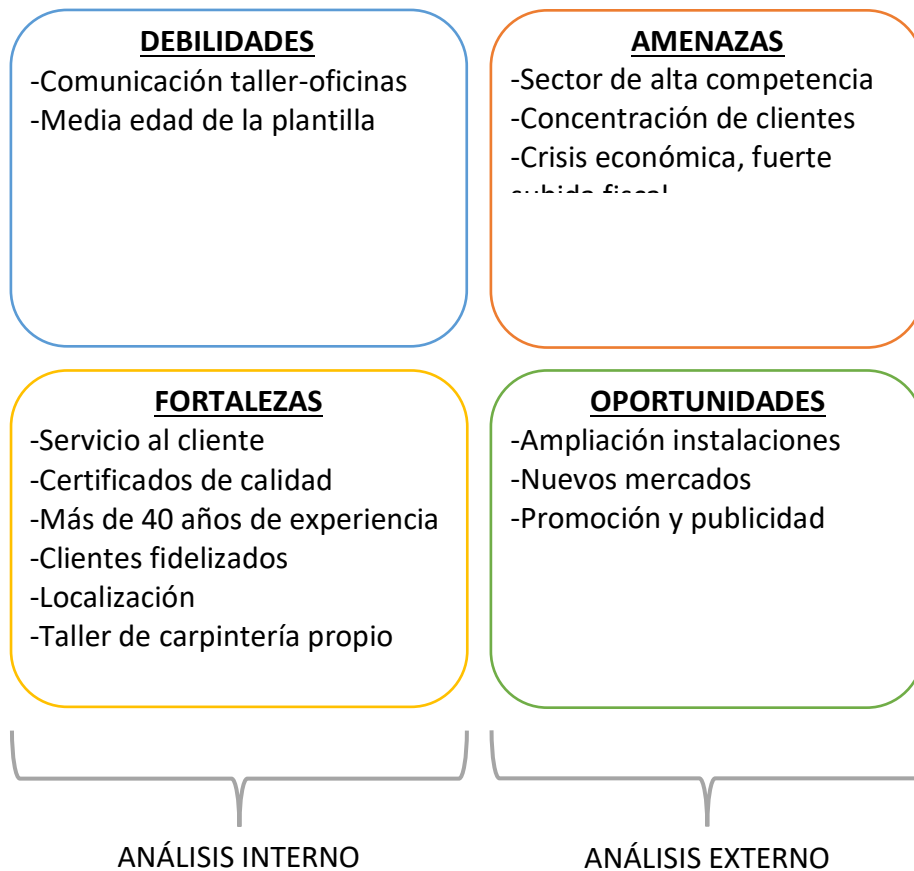 DEBILIDADES
-Comunicación taller-oficinas
-Media edad de la plantilla
AMENAZAS
-Sector de alta competencia
-Concentración de clientes
-Crisis económica, fuerte
subida fiscal
FORTALEZAS
-Servicio al cliente
-Certificados de calidad
-Más de 40 años de experiencia
-Clientes fidelizados
-Localización
-Taller de carpintería propio
OPORTUNIDADES
-Ampliación instalaciones
-Nuevos mercados
-Promoción y publicidad
ANÁLISIS INTERNO
ANÁLISIS EXTERNO